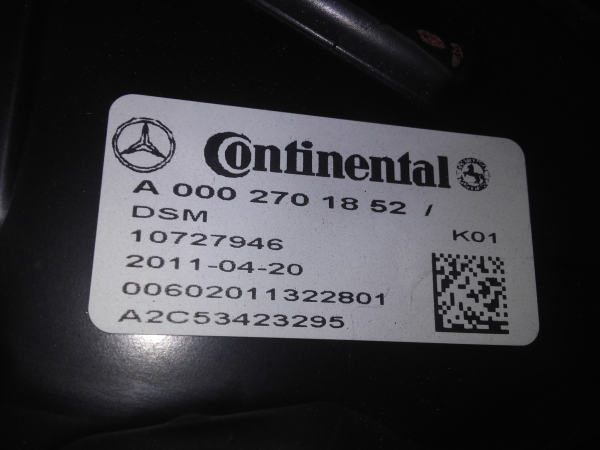 Continental
A 000 270 18 52 /
DSM K01
10727946
2011-04-20
00602011322801
A2C53423295